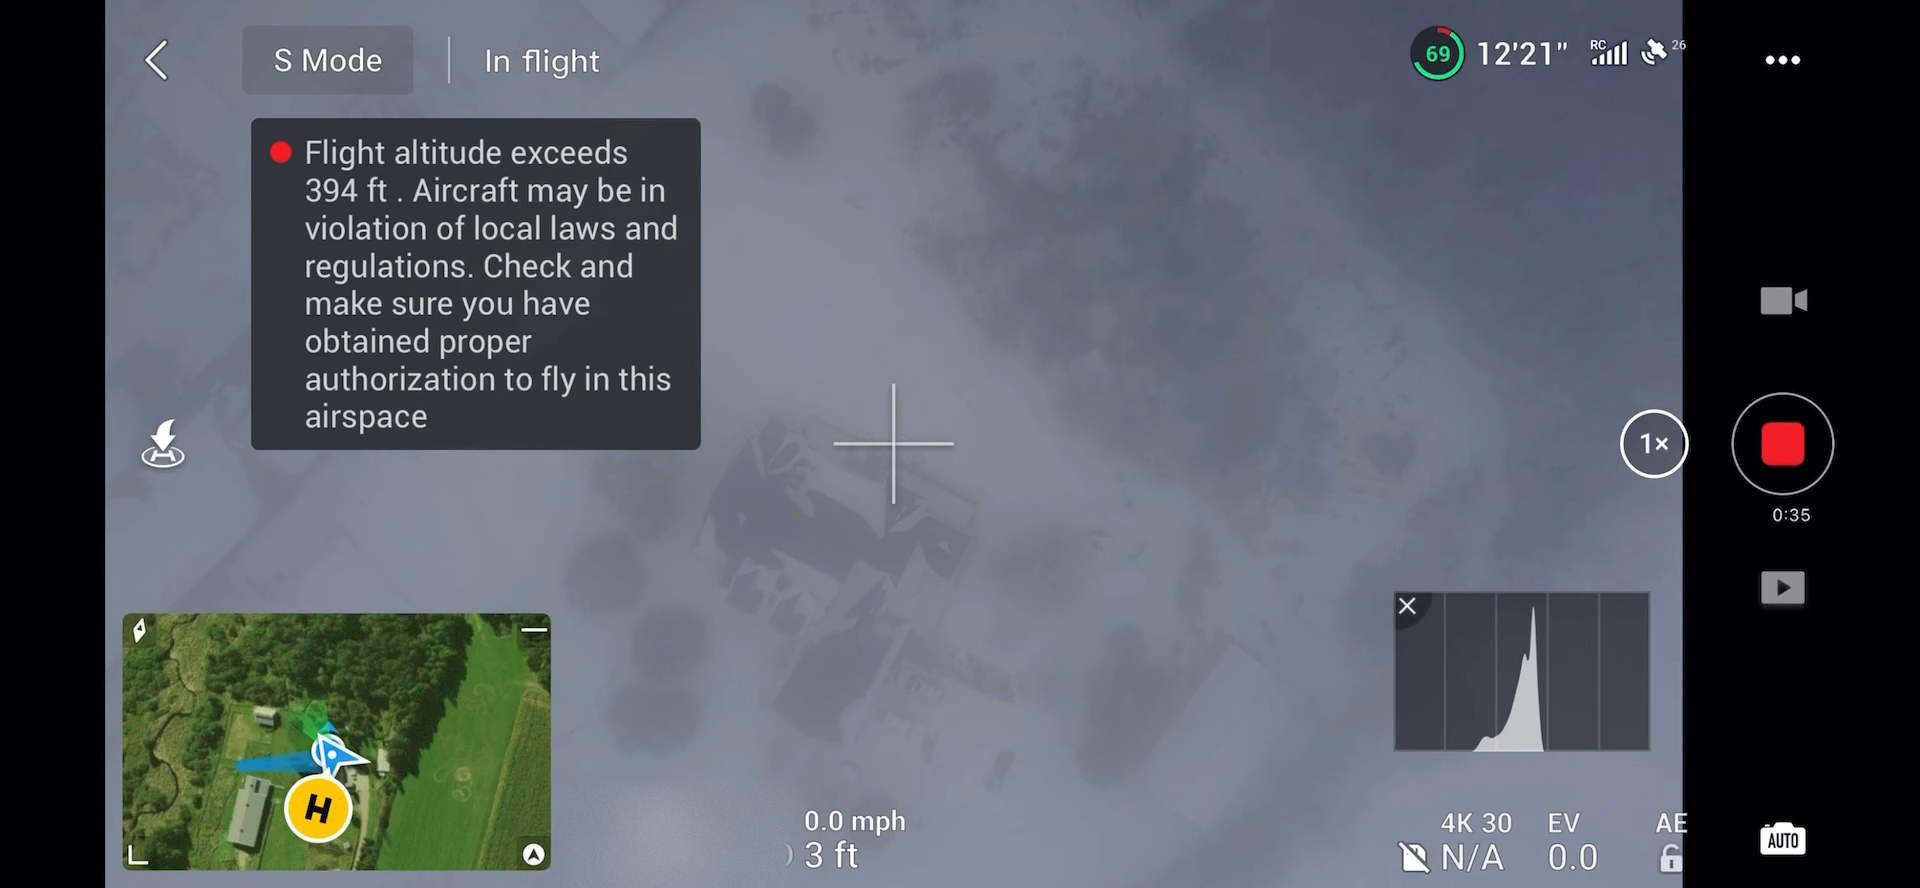 S Mode
In flight
69
12'21"
RC
26
Flight altitude exceeds
394 ft . Aircraft may be in
violation of local laws and
regulations. Check and
make sure you have
obtained proper
authorization to fly in this
airspace
1×
0:35
H
0.0 mph
3 ft
4K 30
EV
AE
N/A
0.0
AUTO